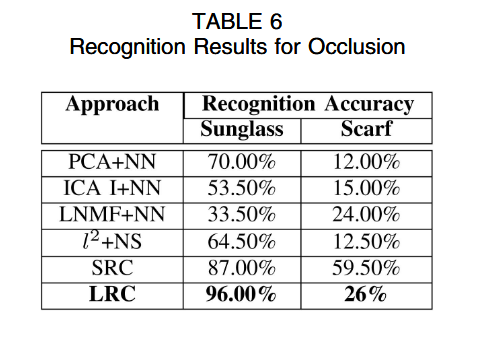 TABLE 6
Recognition Results for Occlusion
Approach Recognition Accuracy
Sunglass Scarf
PCA+NN 70.00% 12.00%
ICA I+NN 53.50% 15.00%
LNMF+NN 33.50% 24.00%
l²+NS 64.50% 12.50%
SRC 87.00% 59.50%
LRC 96.00% 26%